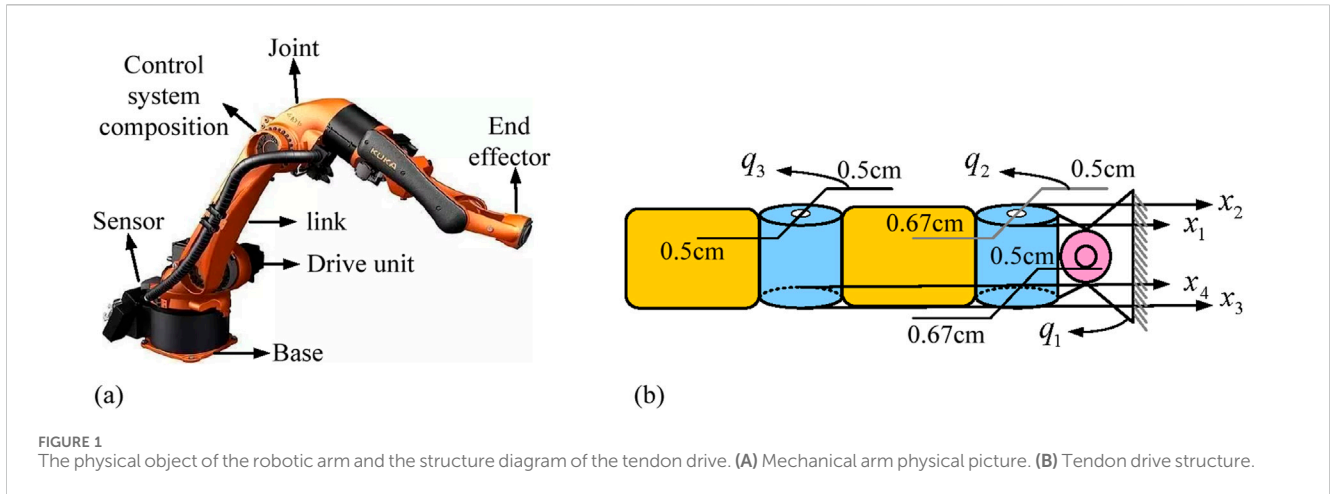 Joint
Control
system
composition
End
effector
KUKA
Sensor
link
Drive unit
Base
(a)
q3
0.5cm
q2
0.5cm
x2
x1
0.67cm
0.5cm
0.5cm
x4
x3
0.67cm
q1
(b)
FIGURE 1
The physical object of the robotic arm and the structure diagram of the tendon drive. (A) Mechanical arm physical picture. (B) Tendon drive structure.